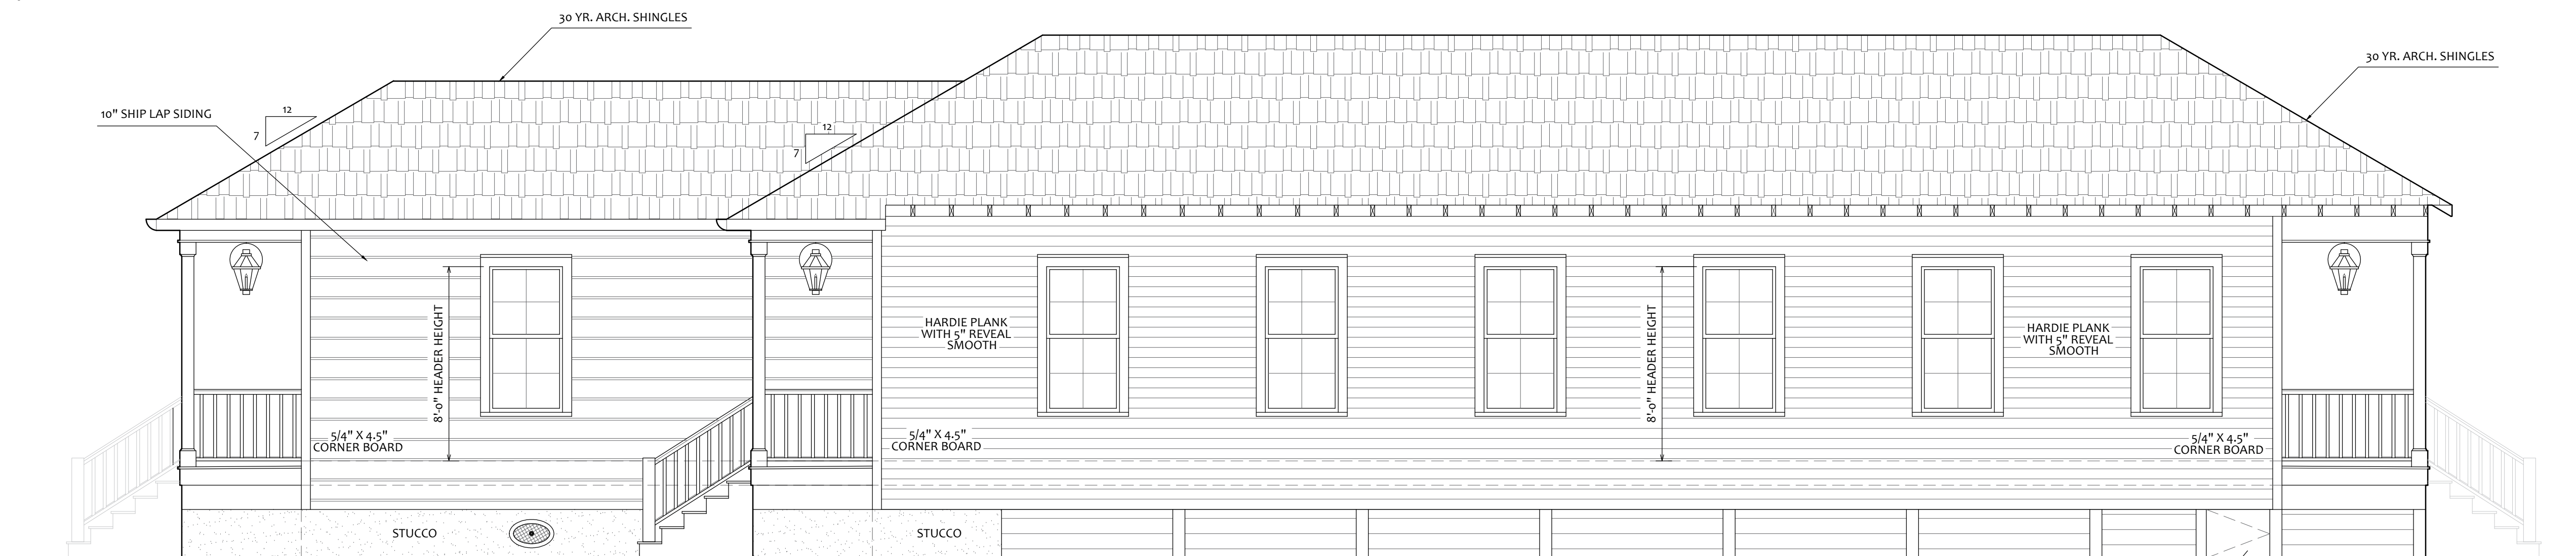 30 YR. ARCH. SHINGLES
30 YR. ARCH. SHINGLES
10" SHIP LAP SIDING
12
7
12
7
8'-0" HEADER HEIGHT
HARDIE PLANK
WITH 5" REVEAL
SMOOTH
8'-0" HEADER HEIGHT
HARDIE PLANK
WITH 5" REVEAL
SMOOTH
5/4" X 4.5"
CORNER BOARD
5/4" X 4.5"
CORNER BOARD
5/4" X 4.5"
CORNER BOARD
STUCCO
STUCCO